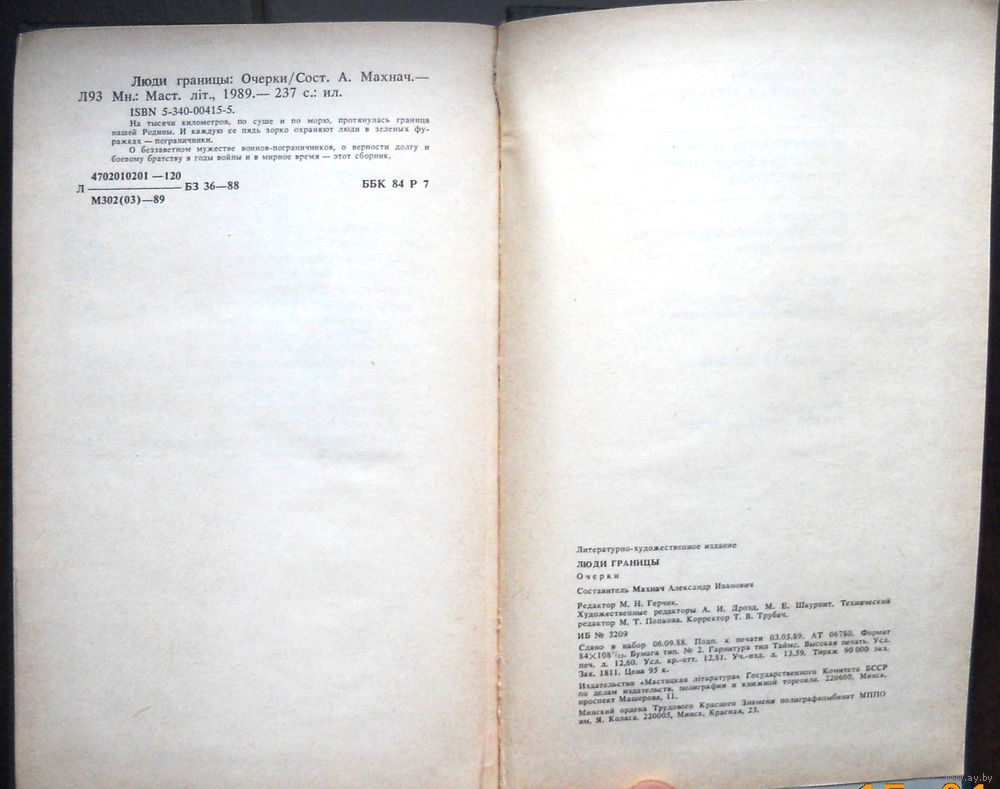 Люди границы: Очерки/Сост. А. Махнач.—
Л93 Мн.: Маст. літ., 1989.— 237 с.: ил.
ISBN 5-340-00415-5.
На тысячи километров, по суше и по морю, протянулась граница
нашей Родины. И каждую ее пядь зорко охраняют люди в зеленых фу-
ражках — пограничники.
О беззаветном мужестве воинов-пограничников, о верности долгу и
боевому братству в годы войны и в мирное время — этот сборник.
4702010201—120
Л ———— БЗ 36—88
М302(03)—89
ББК 84 Р 7
Литературно-художественное издание
ЛЮДИ ГРАНИЦЫ
Очерки
Составитель Махнач Александр Иванович
Редактор М. Н. Герчик.
Художественные редакторы А. И. Дрозд, М. Е. Шкурпит. Технический
редактор М. Т. Попкова. Корректор Т. В. Трубач.
ИБ № 3209
Сдано в набор 06.09.88. Подп. к печати 03.05.89. АТ 06780. Формат
84×108¹/₃₂. Бумага тип. № 2. Гарнитура тип Таймс. Высокая печать. Усл.
печ. л. 12,60. Усл. кр.-отт. 12,81. Уч.-изд. л. 13,59. Тираж 90 000 экз.
Зак. 1811. Цена 95 к.
Издательство «Мастацкая літаратура» Государственного Комитета БССР
по делам издательств, полиграфии и книжной торговли. 220600, Минск,
проспект Машерова, 11.
Минский ордена Трудового Красного Знамени полиграфкомбинат МППО
им. Я. Коласа. 220005, Минск, Красная, 23.
www.ay.by